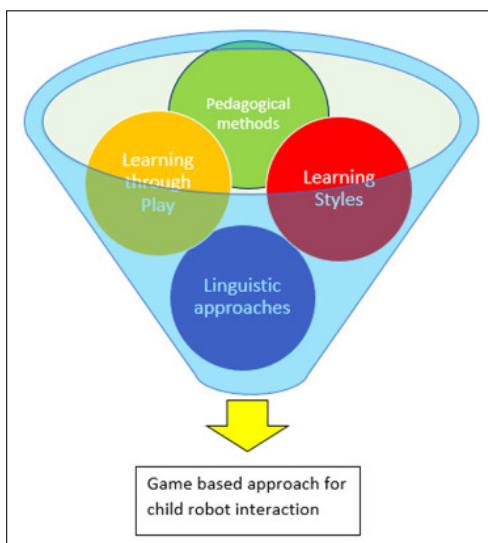 Pedagogical
methods
Learning
through
Play
Learning
Styles
Linguistic
approaches
Game based approach for
child robot interaction